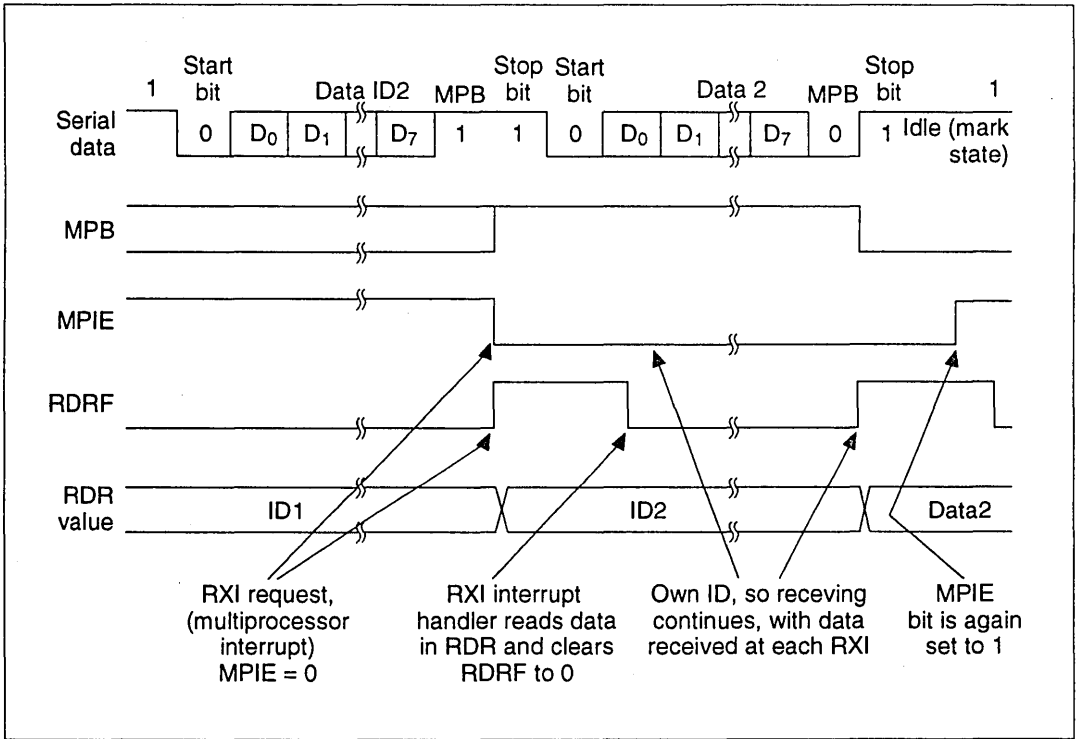 1 Start bit Data ID2 MPB Stop bit Start bit Data 2 MPB Stop bit 1
Serial data 0 D0 D1 D7 1 1 0 D0 D1 D7 0 1 Idle (mark state)
MPB
MPIE
RDRF
RDR value ID1 ID2 Data2
RXI request, (multiprocessor interrupt) MPIE = 0
RXI interrupt handler reads data in RDR and clears RDRF to 0
Own ID, so receving continues, with data received at each RXI
MPIE bit is again set to 1